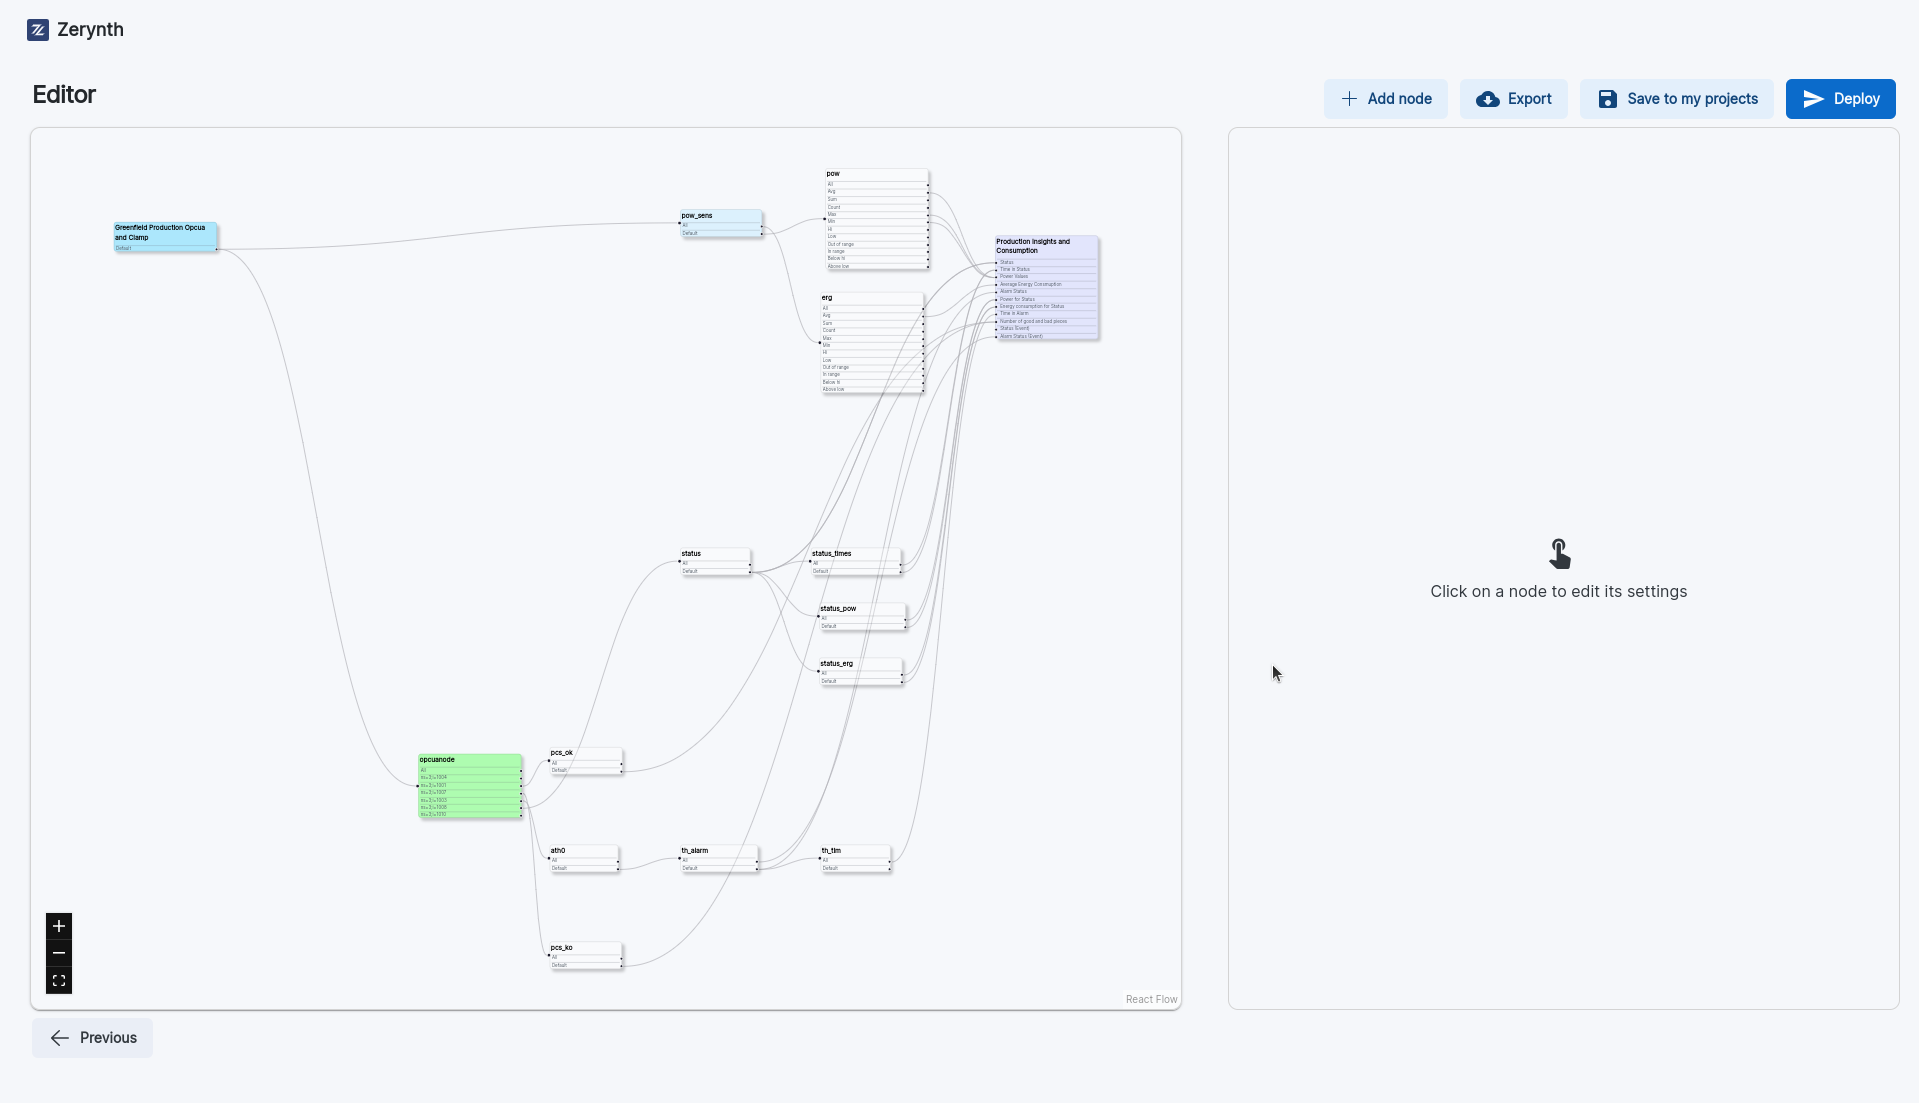 Zerynth
Editor
Add node
Export
Save to my projects
Deploy
Greenfield Production Opcua
and Clamp
Default
pow_sens
All
Default
pow
All
Avg
Sum
Count
Max
Min
Hi
Low
Out of range
In range
Below hi
Above low
Production Insights and
Consumption
Status
Time in Status
Power Values
Average Energy Consumption
Alarm Status
Power for Status
Energy consumption for Status
Time in Alarm
Number of good and bad pieces
Status (Event)
Alarm Status (Event)
erg
All
Avg
Sum
Count
Max
Min
Hi
Low
Out of range
In range
Below hi
Above low
status
All
Default
status_times
All
Default
status_pow
All
Default
status_erg
All
Default
opcuanode
All
pcs_ok
All
Default
ath0
All
Default
th_alarm
All
Default
th_tim
All
Default
pcs_ko
All
Default
React Flow
Click on a node to edit its settings
Previous